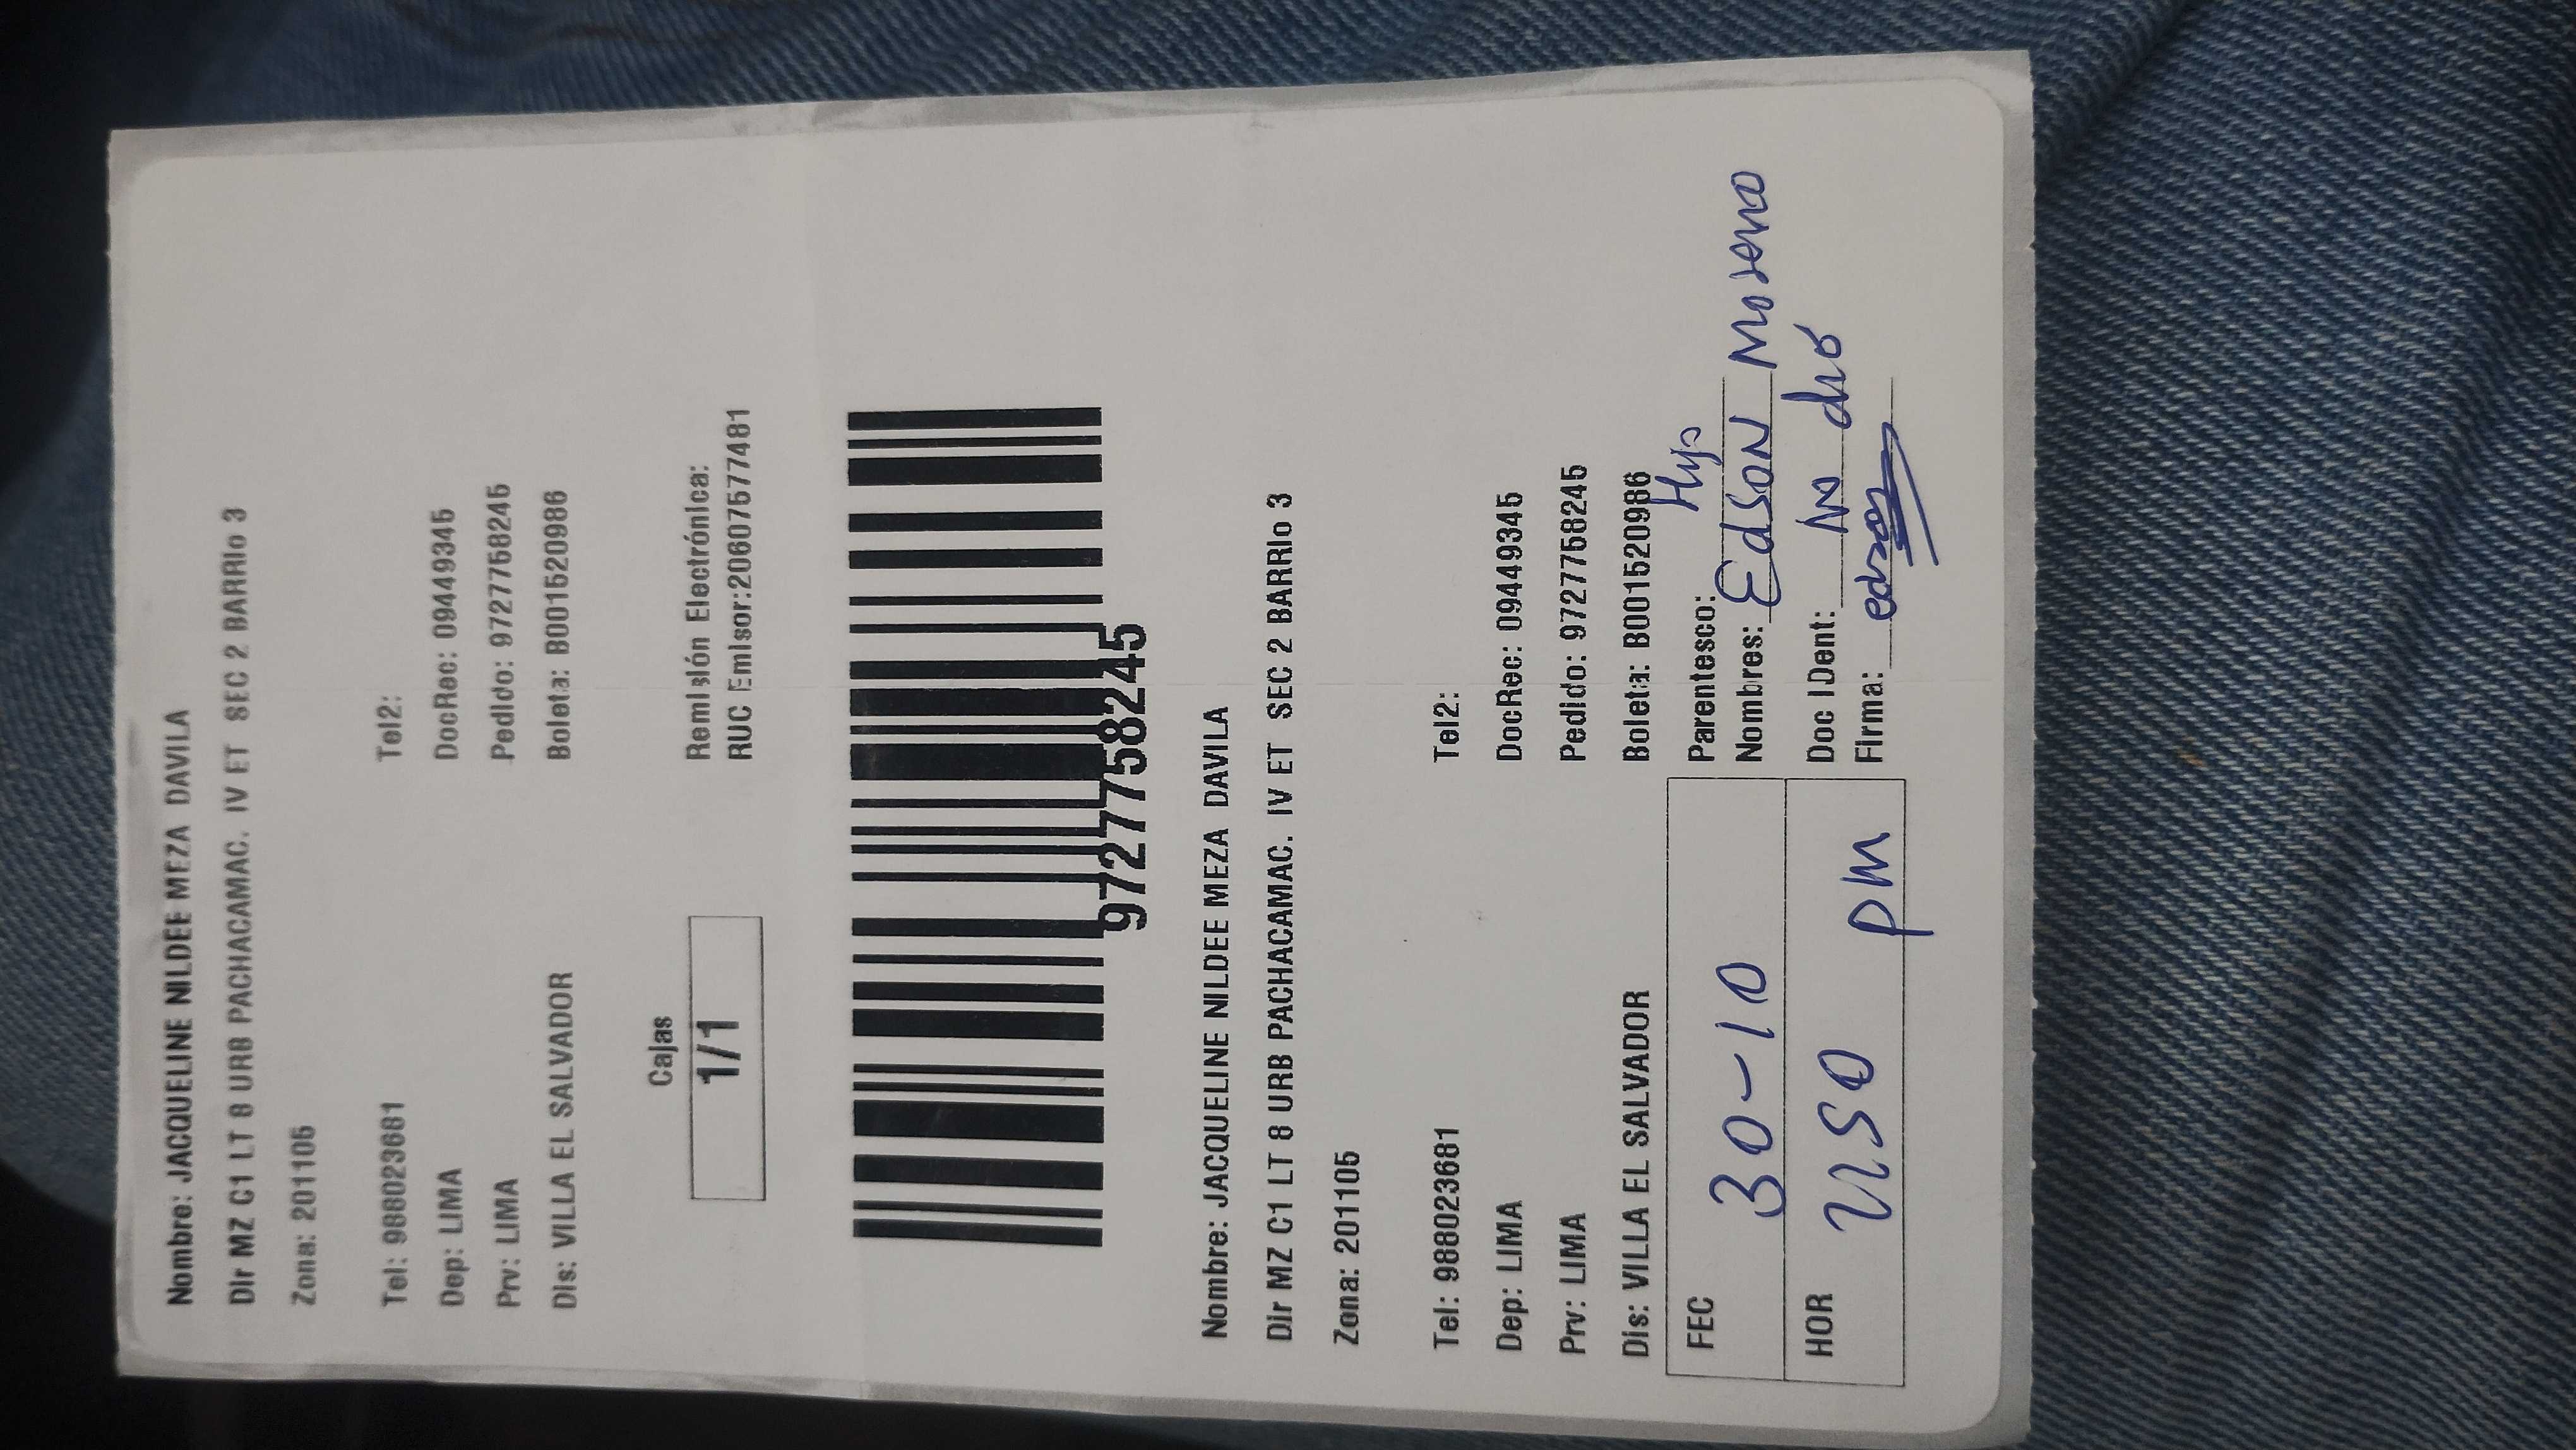 Nombre: JACQUELINE NILDEE MEZA DAVILA
DIr MZ C1 LT 8 URB PACHACAMAC. IV ET SEC 2 BARRIo 3
Zona: 201105
Tel: 988023681 Tel2:
Dep: LIMA DocRec: 09449345
Prv: LIMA PedIdo: 9727758245
DIs: VILLA EL SALVADOR Boleta: B001520986
Cajas
1/1
RemIsIón ElectrónIca:
RUC EmIsor:20607577481
9727758245
Nombre: JACQUELINE NILDEE MEZA DAVILA
DIr MZ C1 LT 8 URB PACHACAMAC. IV ET SEC 2 BARRIo 3
Zona: 201105
Tel: 988023681 Tel2:
Dep: LIMA DocRec: 09449345
Prv: LIMA PedIdo: 9727758245
DIs: VILLA EL SALVADOR Boleta: B001520986
FEC 30-10 Parentesco: Hijo
Nombres: Edson Moreno
HOR pm Doc IDent: No dio
FIrma: edson